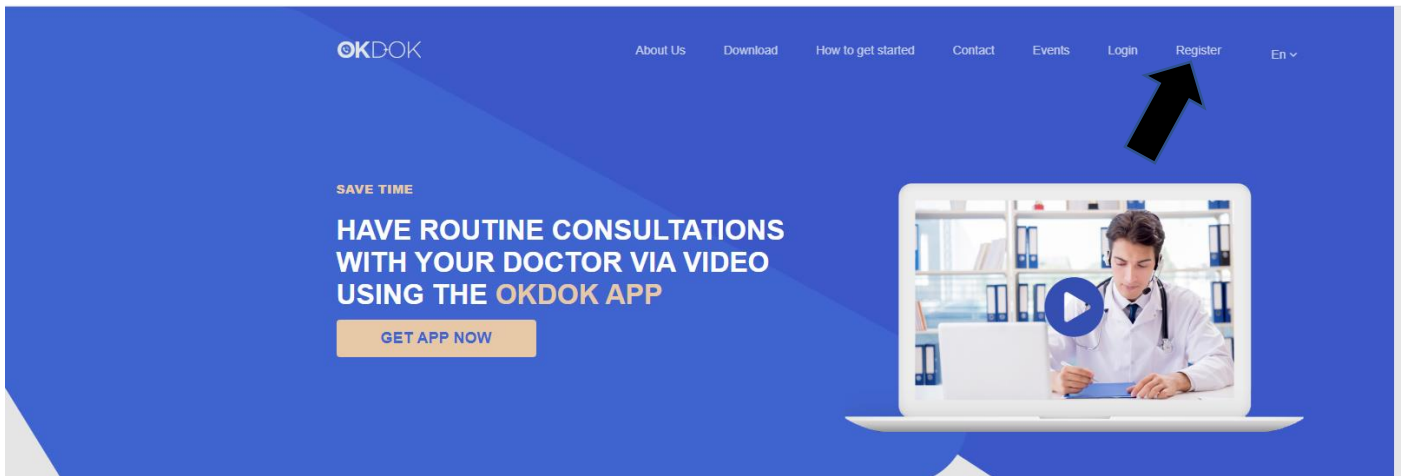 OKDOK
About Us Download How to get started Contact Events Login Register En
SAVE TIME
HAVE ROUTINE CONSULTATIONS
WITH YOUR DOCTOR VIA VIDEO
USING THE OKDOK APP
GET APP NOW